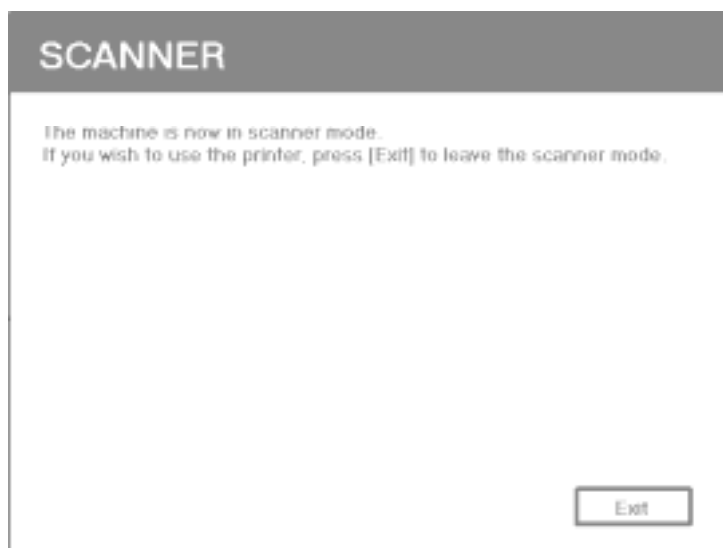 SCANNER
The machine is now in scanner mode.
If you wish to use the printer, press [Exit] to leave the scanner mode.
Exit